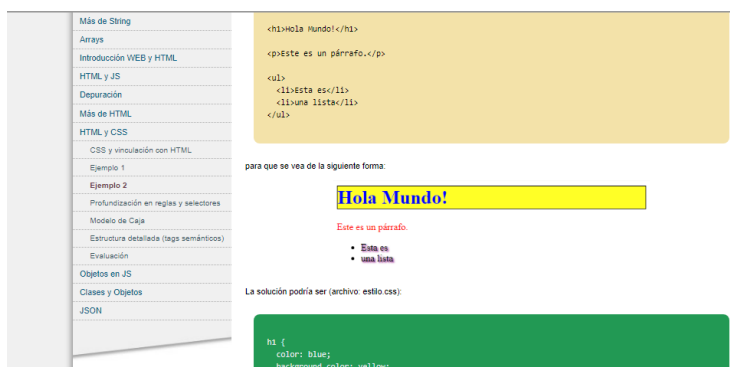 Más de String
Arrays
Introducción WEB y HTML
HTML y JS
Depuración
Más de HTML
HTML y CSS
CSS y vinculación con HTML
Ejemplo 1
Ejemplo 2
Profundización en reglas y selectores
Modelo de Caja
Estructura detallada (tags semánticos)
Evaluación
Objetos en JS
Clases y Objetos
JSON
<h1>Hola Mundo!</h1>
<p>Este es un párrafo.</p>
<ul>
<li>Esta es</li>
<li>una lista</li>
</ul>
para que se vea de la siguiente forma:
Hola Mundo!
Este es un párrafo.
• Esta es
• una lista
La solución podría ser (archivo: estilo.css):
h1 {
color: blue;
background-color: yellow;